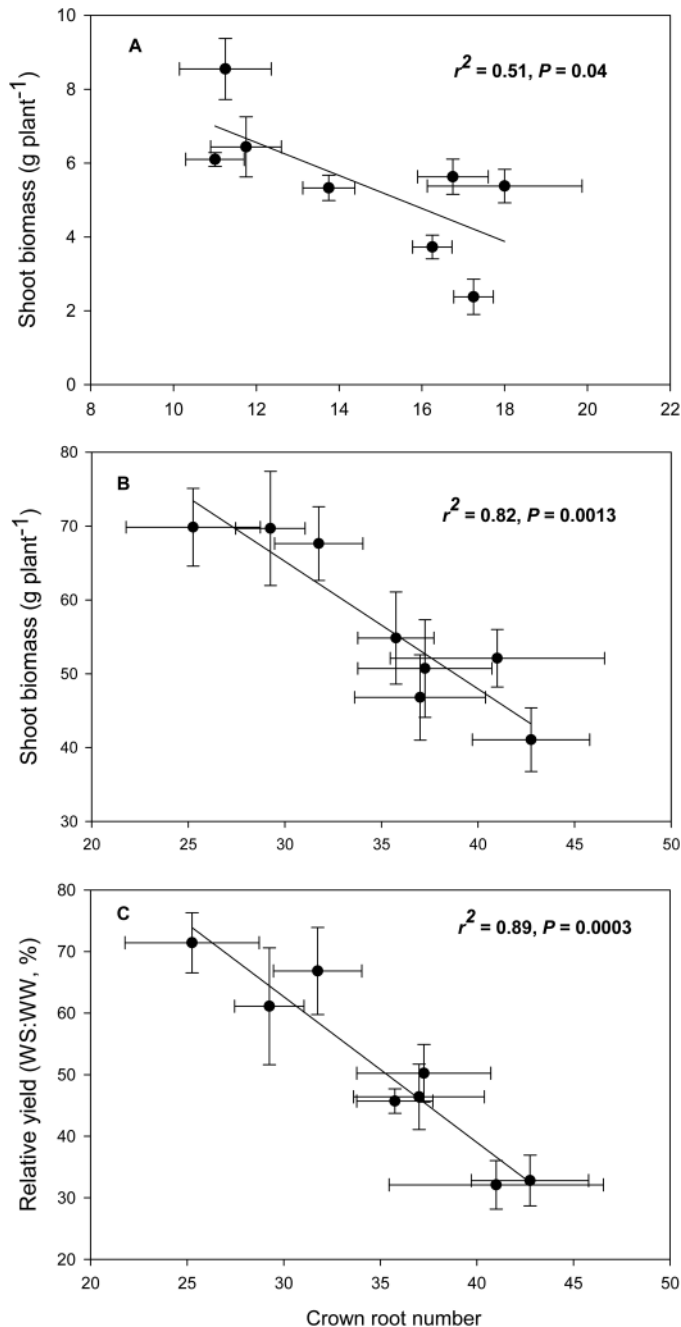 A
r² = 0.51, P = 0.04
Shoot biomass (g plant⁻¹)
10
8
6
4
2
0
8 10 12 14 16 18 20 22
B
r² = 0.82, P = 0.0013
Shoot biomass (g plant⁻¹)
80
70
60
50
40
30
20 25 30 35 40 45 50
C
r² = 0.89, P = 0.0003
Relative yield (WS:WW, %)
80
70
60
50
40
30
20
20 25 30 35 40 45 50
Crown root number